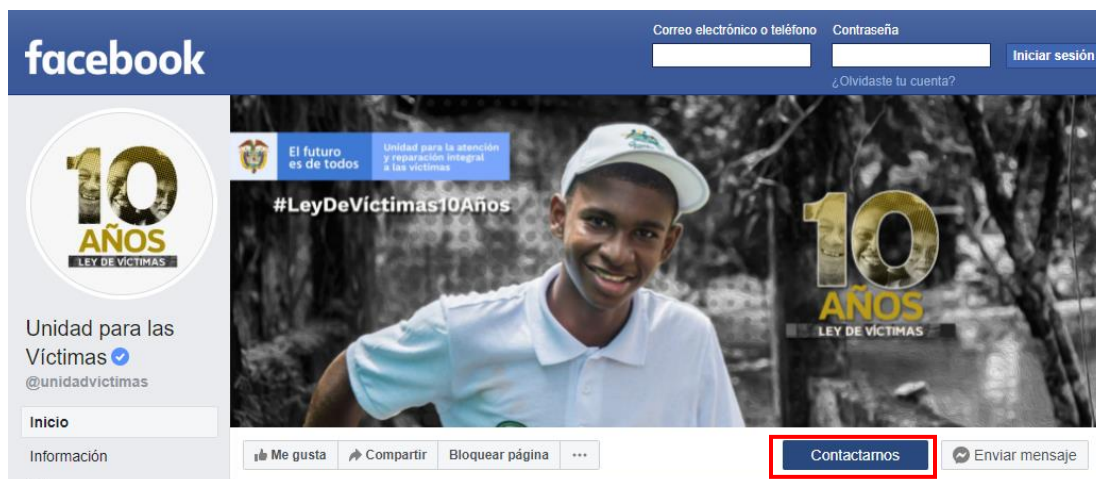 facebook
Correo electrónico o teléfono
Contraseña
Iniciar sesión
¿Olvidaste tu cuenta?
10
AÑOS
LEY DE VÍCTIMAS
Unidad para las
Víctimas
@unidadvictimas
Inicio
Información
El futuro
es de todos
Unidad para la atención
y reparación integral
a las víctimas
#LeyDeVíctimas10Años
10
AÑOS
LEY DE VÍCTIMAS
Me gusta
Compartir
Bloquear página
...
Contactarnos
Enviar mensaje